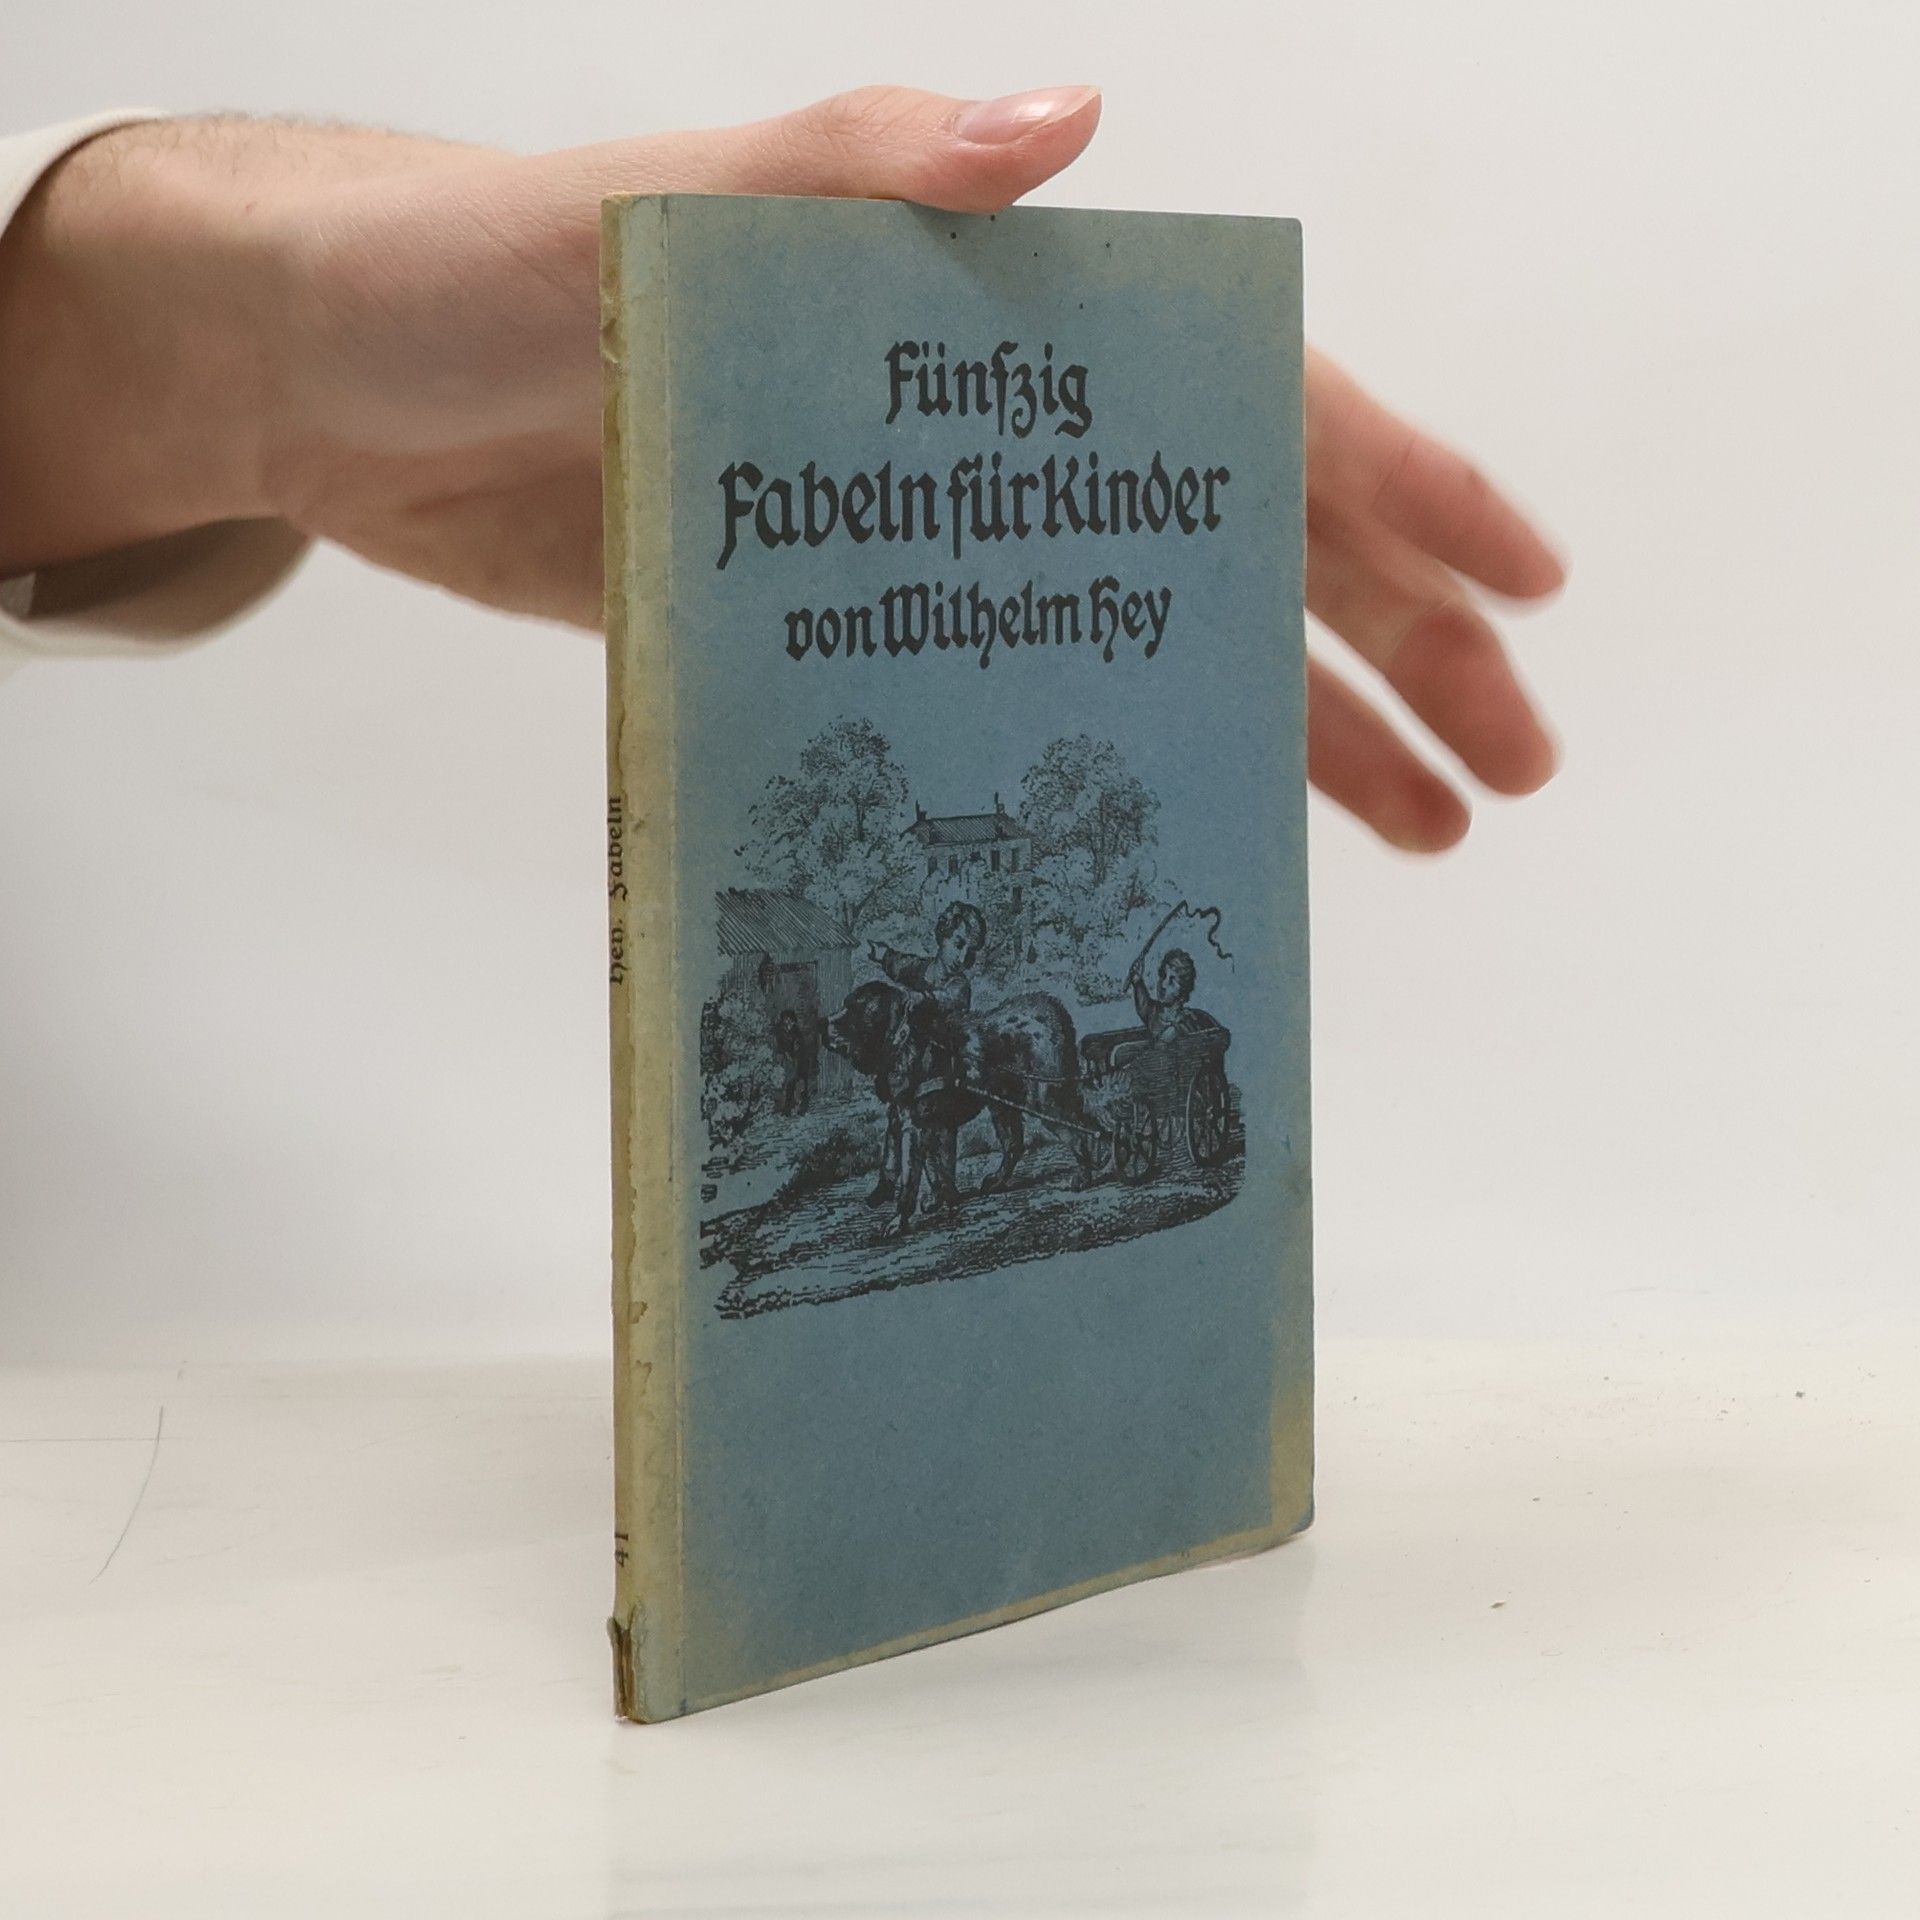 Fünfzig
Fabeln für Kinder
von Wilhelm Hey
Hey. Fabeln
41